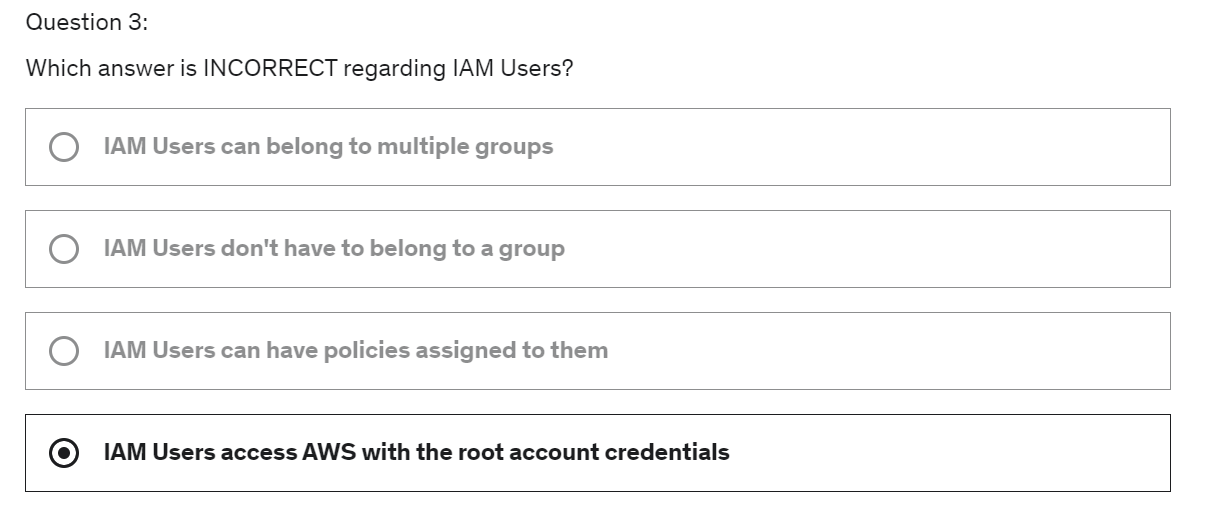 Question 3:
Which answer is INCORRECT regarding IAM Users?
IAM Users can belong to multiple groups
IAM Users don't have to belong to a group
IAM Users can have policies assigned to them
IAM Users access AWS with the root account credentials